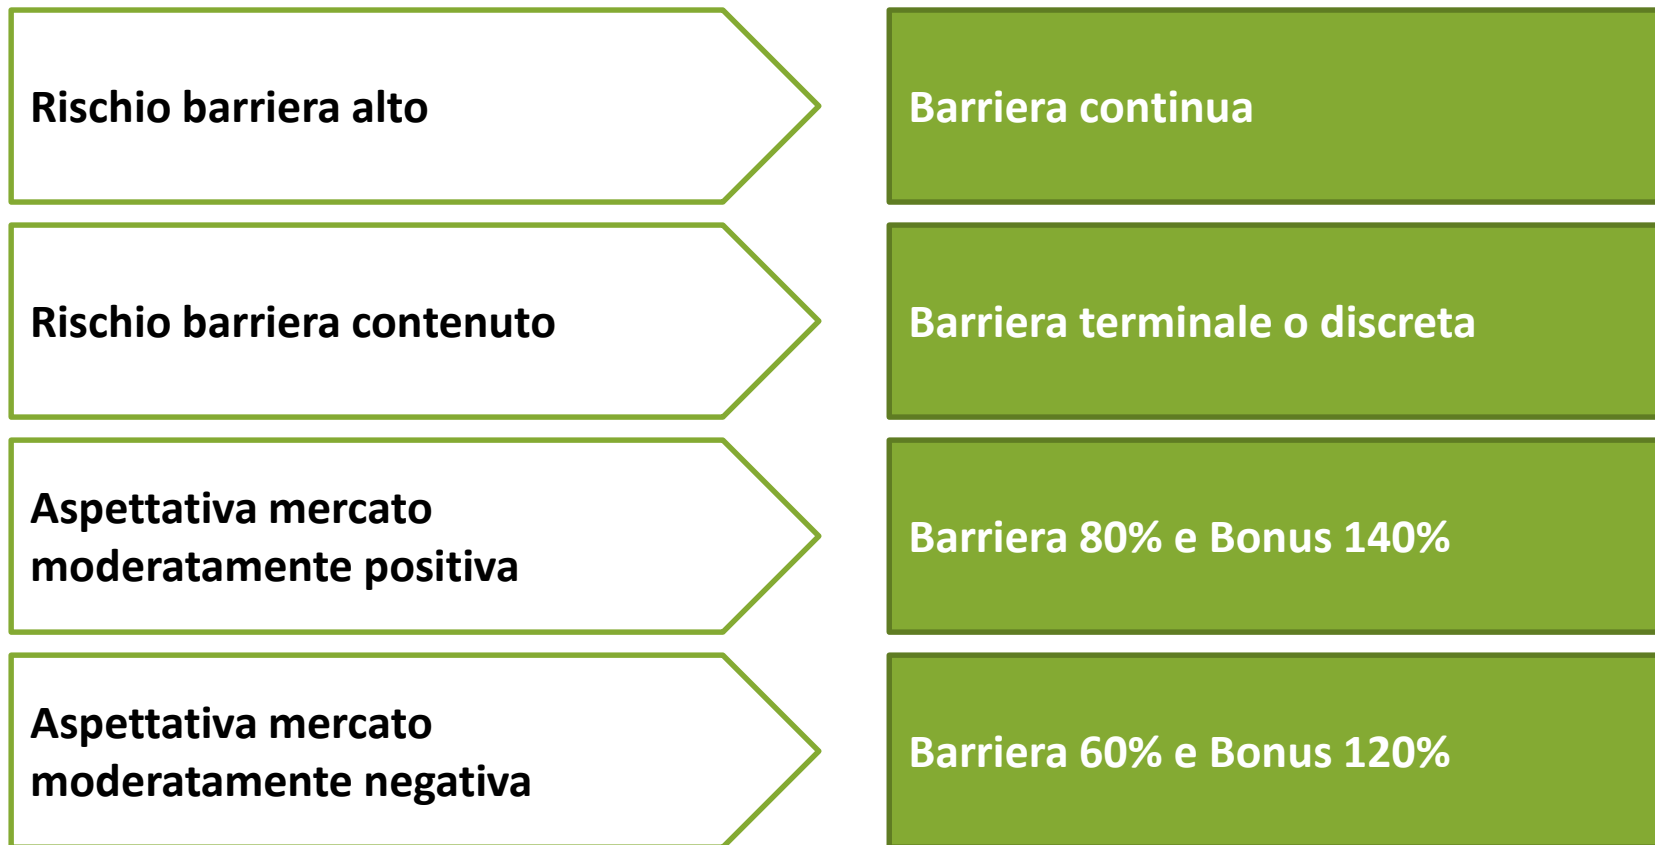 Rischio barriera alto
Barriera continua
Rischio barriera contenuto
Barriera terminale o discreta
Aspettativa mercato
moderatamente positiva
Barriera 80% e Bonus 140%
Aspettativa mercato
moderatamente negativa
Barriera 60% e Bonus 120%